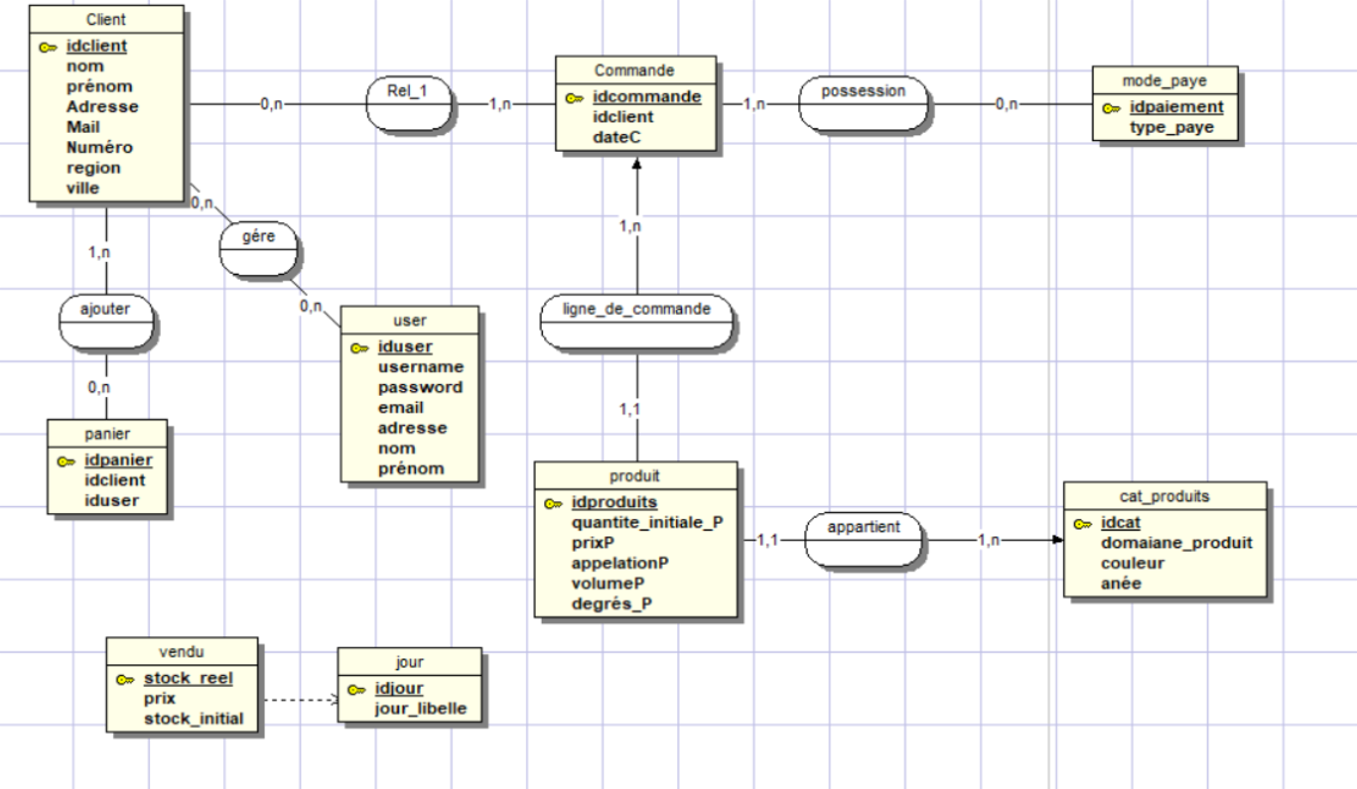 Client
idclient
nom
prénom
Adresse
Mail
Numéro
region
ville
0,n
Rel_1
1,n
Commande
idcommande
idclient
dateC
1,n
possession
0,n
mode_paye
idpaiement
type_paye
0,n
gére
0,n
1,n
ajouter
0,n
panier
idpanier
idclient
iduser
user
iduser
username
password
email
adresse
nom
prénom
1,n
ligne_de_commande
1,1
produit
idproduits
quantite_initiale_P
prixP
appelationP
volumeP
degrés_P
1,1
appartient
1,n
cat_produits
idcat
domaiane_produit
couleur
anée
vendu
stock_reel
prix
stock_initial
jour
idjour
jour_libelle